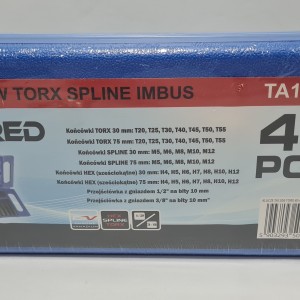 W TORX SPLINE IMBUS TA1
RED
Końcówki TORX 30 mm: T20, T25, T30, T40, T45, T50, T55
Końcówki TORX 75 mm: T20, T25, T30, T40, T45, T50, T55
Końcówki SPLINE 30 mm: M5, M6, M8, M10, M12
Końcówki SPLINE 75 mm: M5, M6, M8, M10, M12
Końcówki HEX (sześciokątne) 30 mm: H4, H5, H6, H7, H8, H10, H12
Końcówki HEX (sześciokątne) 75 mm: H4, H5, H6, H7, H8, H10, H12
Przejściówka z gniazdem 1/2" na bity 10 mm
Przejściówka z gniazdem 3/8" na bity 10 mm
4
PC
HEX
SPLINE
TORX